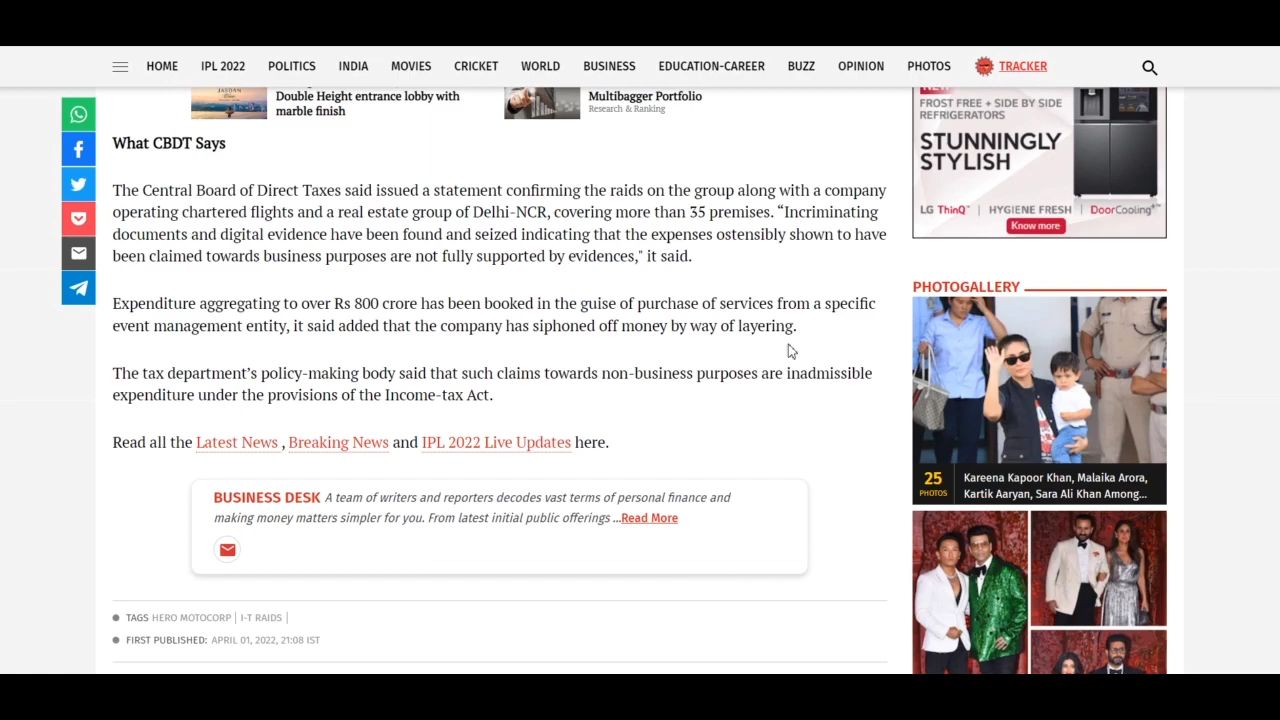 HOME IPL 2022 POLITICS INDIA MOVIES CRICKET WORLD BUSINESS EDUCATION-CAREER BUZZ OPINION PHOTOS TRACKER
Double Height entrance lobby with
marble finish
Multibagger Portfolio
Research & Ranking
What CBDT Says
The Central Board of Direct Taxes said issued a statement confirming the raids on the group along with a company
operating chartered flights and a real estate group of Delhi-NCR, covering more than 35 premises. “Incriminating
documents and digital evidence have been found and seized indicating that the expenses ostensibly shown to have
been claimed towards business purposes are not fully supported by evidences," it said.
Expenditure aggregating to over Rs 800 crore has been booked in the guise of purchase of services from a specific
event management entity, it said added that the company has siphoned off money by way of layering.
The tax department’s policy-making body said that such claims towards non-business purposes are inadmissible
expenditure under the provisions of the Income-tax Act.
Read all the Latest News , Breaking News and IPL 2022 Live Updates here.
BUSINESS DESK A team of writers and reporters decodes vast terms of personal finance and
making money matters simpler for you. From latest initial public offerings ...Read More
TAGS HERO MOTOCORP I-T RAIDS
FIRST PUBLISHED: APRIL 01, 2022, 21:08 IST
FROST FREE + SIDE BY SIDE
REFRIGERATORS
STUNNINGLY
STYLISH
LG ThinQ™ HYGIENE FRESH DoorCooling+™
Know more
PHOTOGALLERY
25
PHOTOS
Kareena Kapoor Khan, Malaika Arora,
Kartik Aaryan, Sara Ali Khan Among...